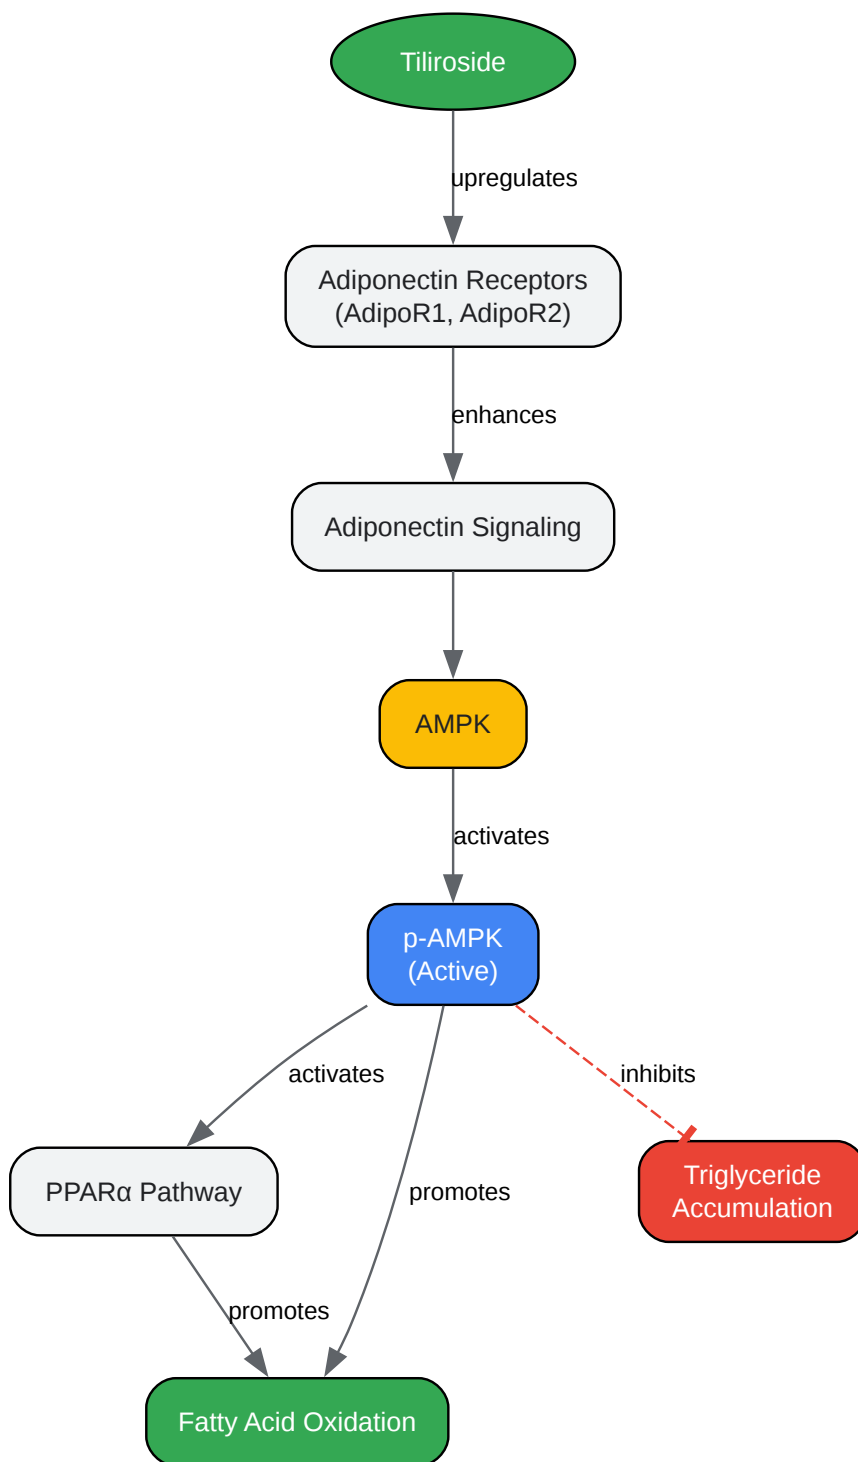 Tiliroside
upregulates
Adiponectin Receptors
(AdipoR1, AdipoR2)
enhances
Adiponectin Signaling
AMPK
activates
p-AMPK
(Active)
activates
inhibits
PPARα Pathway
promotes
Triglyceride
Accumulation
promotes
Fatty Acid Oxidation